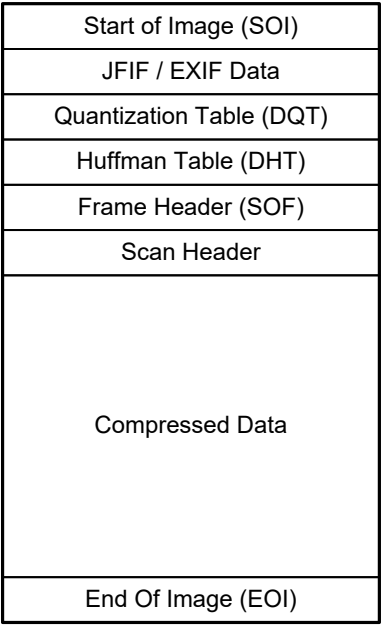 Start of Image (SOI)
JFIF / EXIF Data
Quantization Table (DQT)
Huffman Table (DHT)
Frame Header (SOF)
Scan Header
Compressed Data
End Of Image (EOI)